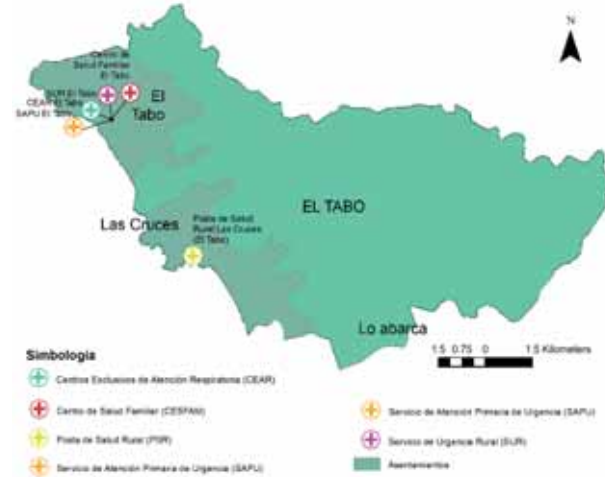 N
Centro de
Salud Familiar
El Tabo
SUR El Tabo
CEAR El Tabo
SAPU El Tabo
El
Tabo
EL TABO
Las Cruces
Posta de Salud
Rural Las Cruces
(El Tabo)
Lo abarca
1.5 0.75 0 1.5 Kilometers
Simbología
Centros Exclusivos de Atención Respiratoria (CEAR)
Centro de Salud Familiar (CESFAM)
Posta de Salud Rural (PSR)
Servicio de Atención Primaria de Urgencia (SAPU)
Servicio de Atención Primaria de Urgencia (SAPU)
Servicio de Urgencia Rural (SUR)
Asentamientos